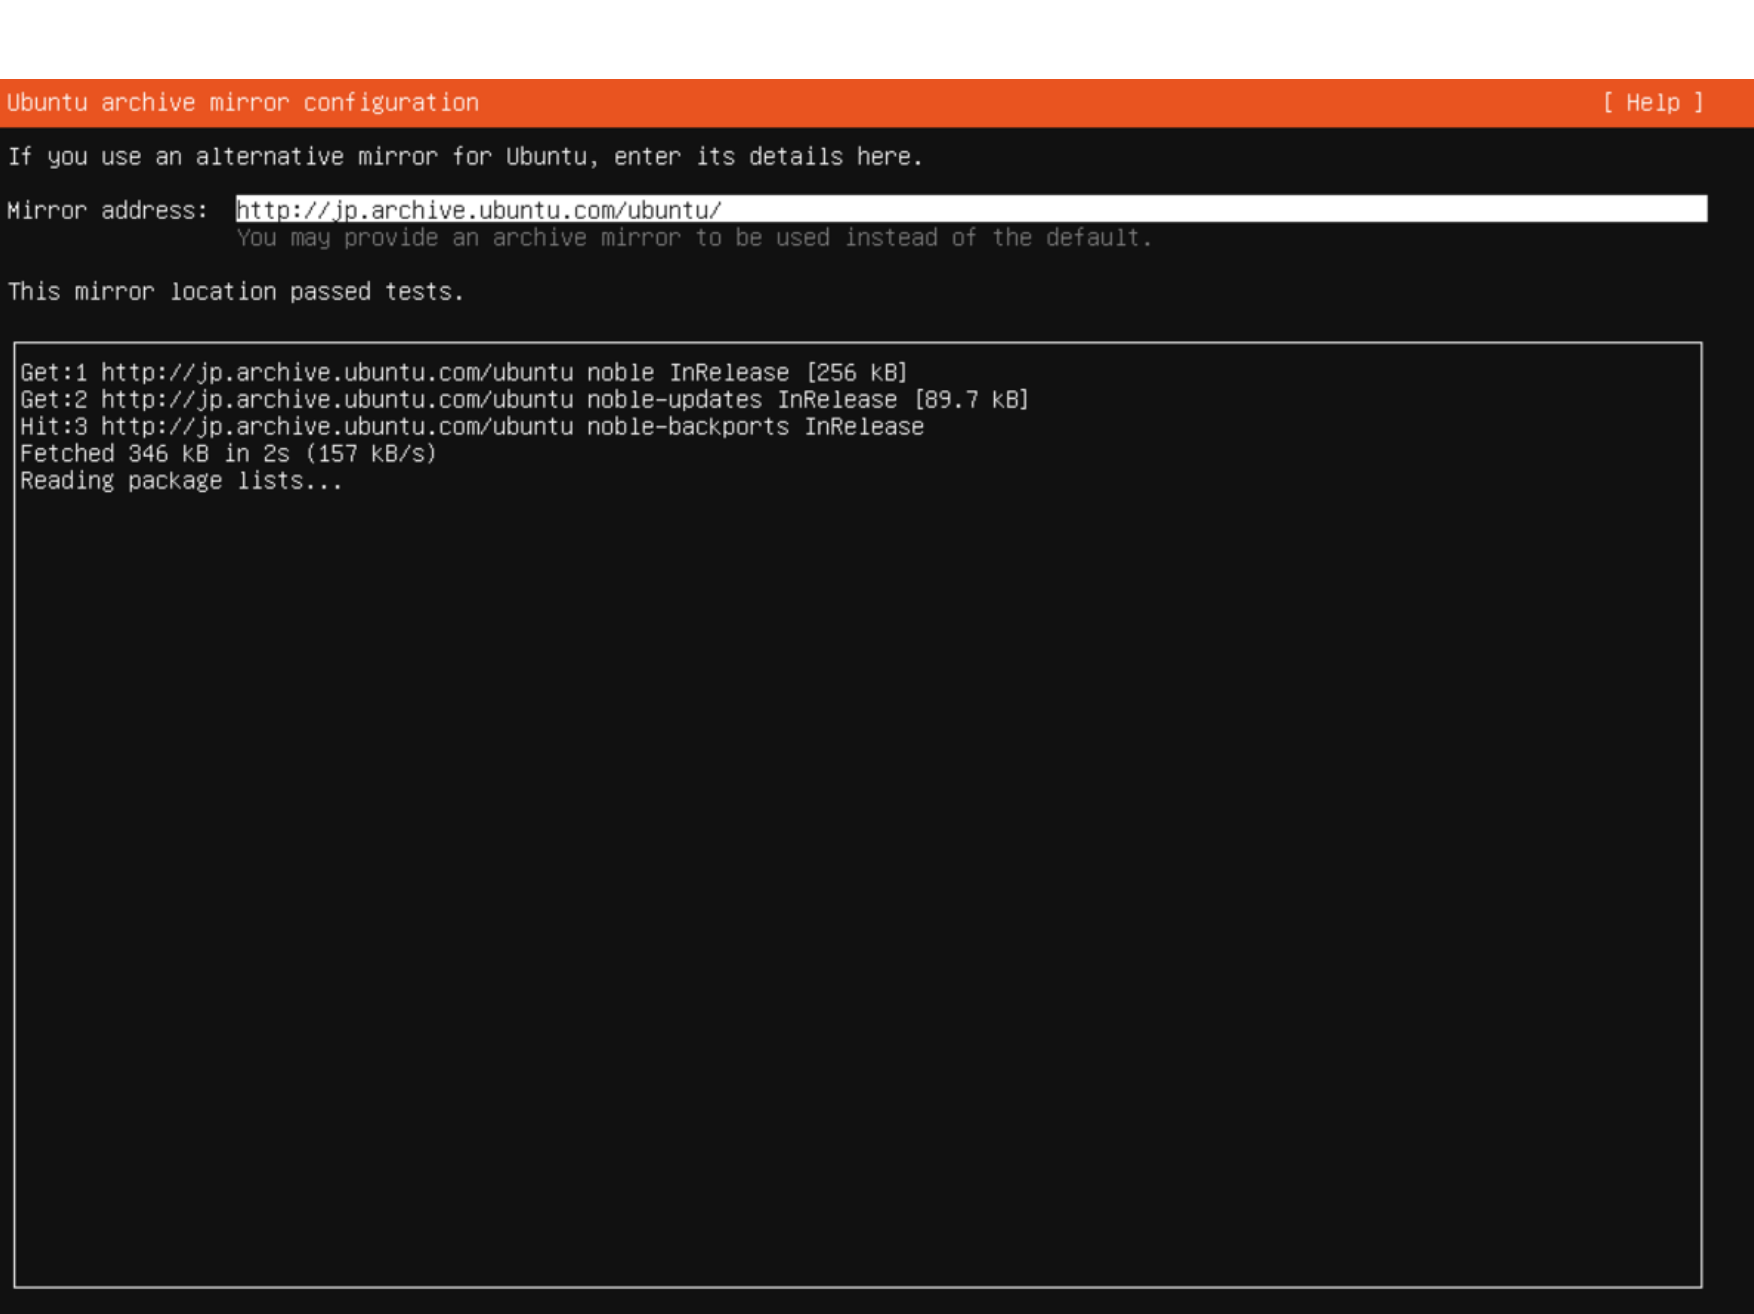 Ubuntu archive mirror configuration [ Help ]
If you use an alternative mirror for Ubuntu, enter its details here.
Mirror address: http://jp.archive.ubuntu.com/ubuntu/
You may provide an archive mirror to be used instead of the default.
This mirror location passed tests.
Get:1 http://jp.archive.ubuntu.com/ubuntu noble InRelease [256 kB]
Get:2 http://jp.archive.ubuntu.com/ubuntu noble-updates InRelease [89.7 kB]
Hit:3 http://jp.archive.ubuntu.com/ubuntu noble-backports InRelease
Fetched 346 kB in 2s (157 kB/s)
Reading package lists...